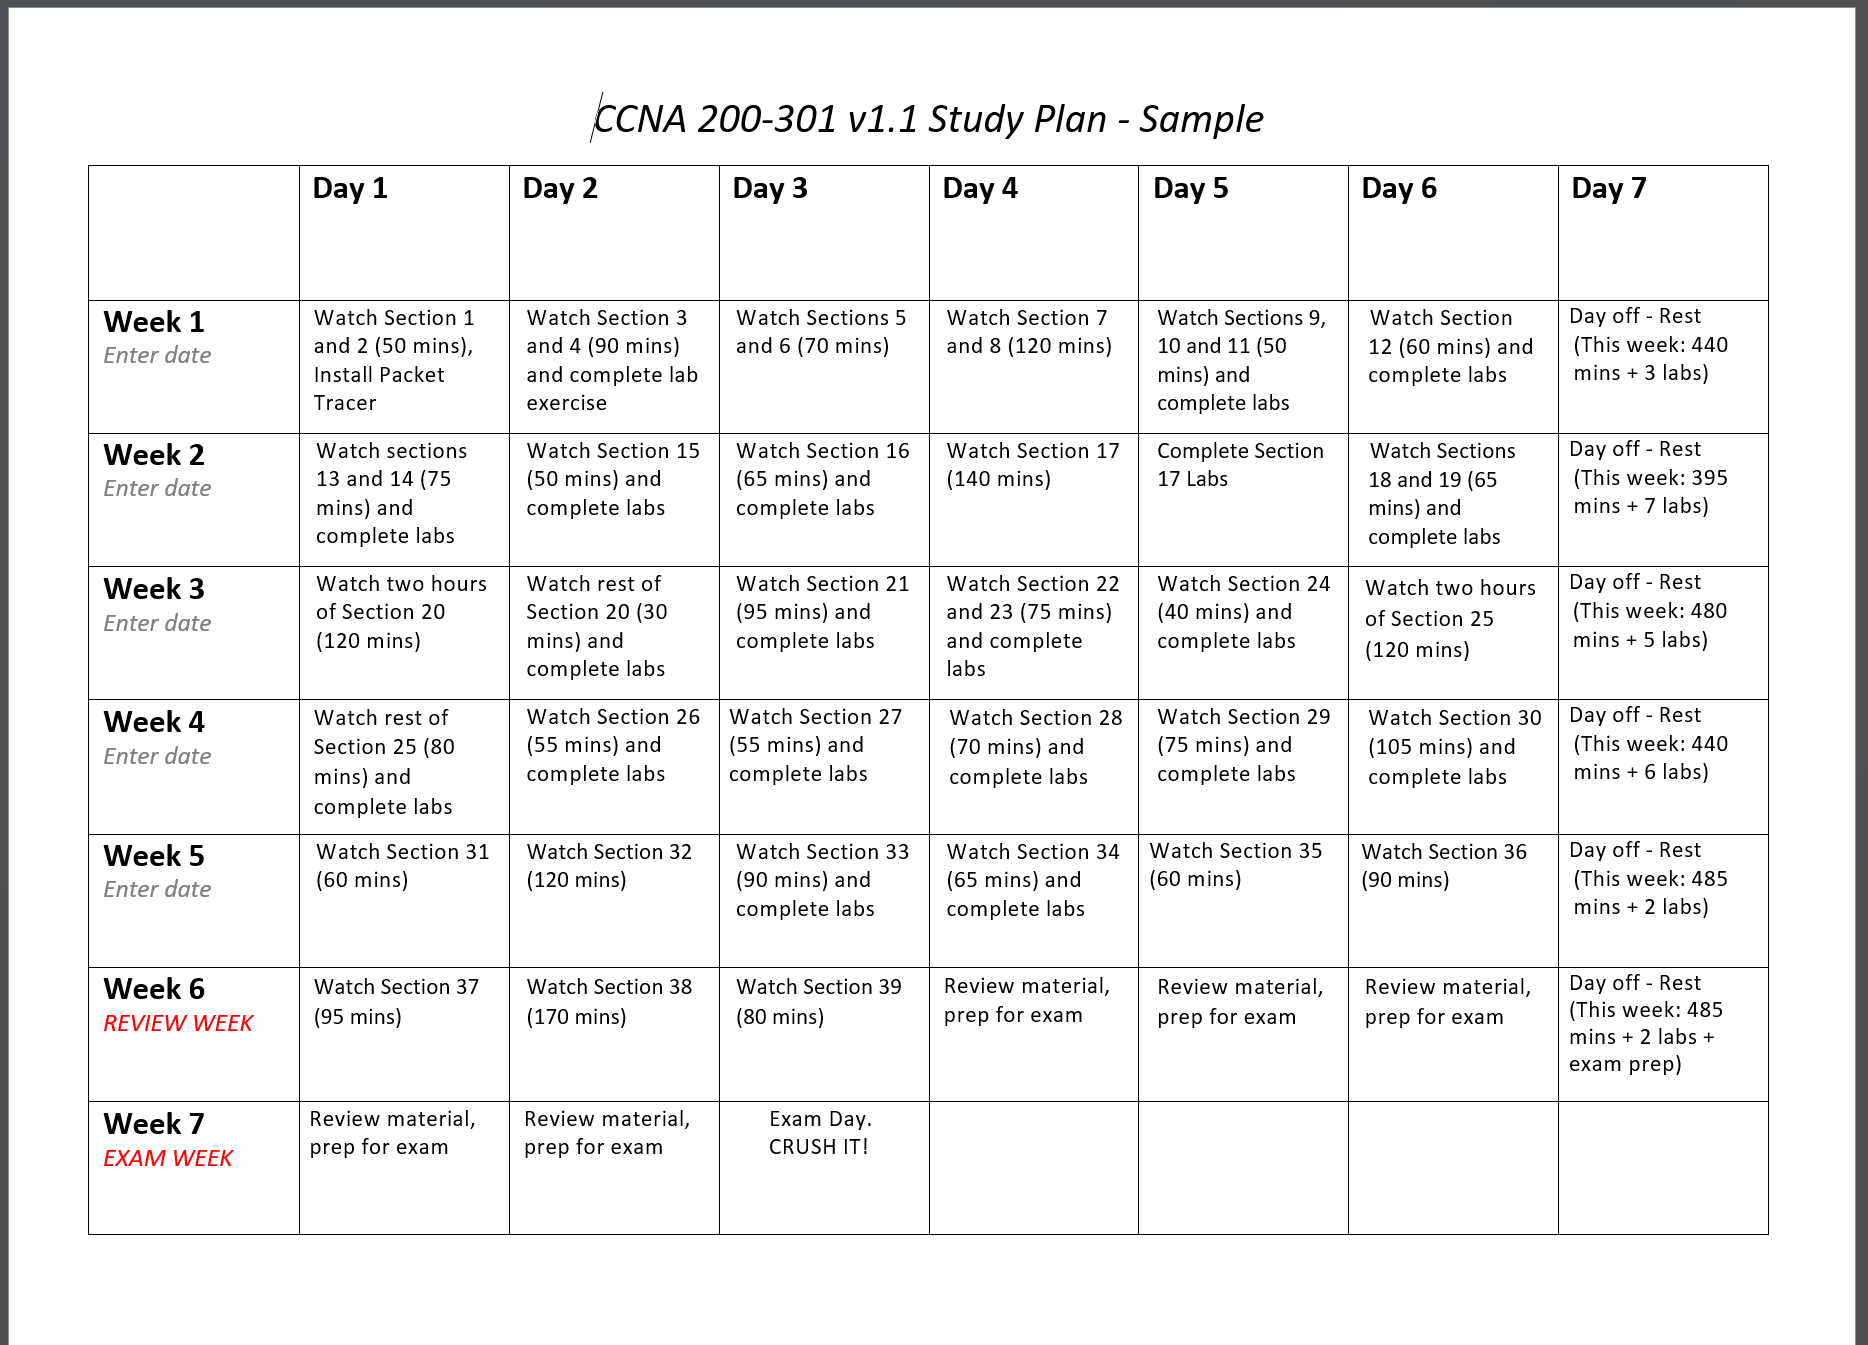 CCNA 200-301 v1.1 Study Plan - Sample
Day 1
Day 2
Day 3
Day 4
Day 5
Day 6
Day 7
Week 1
Enter date
Watch Section 1
and 2 (50 mins),
Install Packet
Tracer
Watch Section 3
and 4 (90 mins)
and complete lab
exercise
Watch Sections 5
and 6 (70 mins)
Watch Section 7
and 8 (120 mins)
Watch Sections 9,
10 and 11 (50
mins) and
complete labs
Watch Section
12 (60 mins) and
complete labs
Day off - Rest
(This week: 440
mins + 3 labs)
Week 2
Enter date
Watch sections
13 and 14 (75
mins) and
complete labs
Watch Section 15
(50 mins) and
complete labs
Watch Section 16
(65 mins) and
complete labs
Watch Section 17
(140 mins)
Complete Section
17 Labs
Watch Sections
18 and 19 (65
mins) and
complete labs
Day off - Rest
(This week: 395
mins + 7 labs)
Week 3
Enter date
Watch two hours
of Section 20
(120 mins)
Watch rest of
Section 20 (30
mins) and
complete labs
Watch Section 21
(95 mins) and
complete labs
Watch Section 22
and 23 (75 mins)
and complete
labs
Watch Section 24
(40 mins) and
complete labs
Watch two hours
of Section 25
(120 mins)
Day off - Rest
(This week: 480
mins + 5 labs)
Week 4
Enter date
Watch rest of
Section 25 (80
mins) and
complete labs
Watch Section 26
(55 mins) and
complete labs
Watch Section 27
(55 mins) and
complete labs
Watch Section 28
(70 mins) and
complete labs
Watch Section 29
(75 mins) and
complete labs
Watch Section 30
(105 mins) and
complete labs
Day off - Rest
(This week: 440
mins + 6 labs)
Week 5
Enter date
Watch Section 31
(60 mins)
Watch Section 32
(120 mins)
Watch Section 33
(90 mins) and
complete labs
Watch Section 34
(65 mins) and
complete labs
Watch Section 35
(60 mins)
Watch Section 36
(90 mins)
Day off - Rest
(This week: 485
mins + 2 labs)
Week 6
REVIEW WEEK
Watch Section 37
(95 mins)
Watch Section 38
(170 mins)
Watch Section 39
(80 mins)
Review material,
prep for exam
Review material,
prep for exam
Review material,
prep for exam
Day off - Rest
(This week: 485
mins + 2 labs +
exam prep)
Week 7
EXAM WEEK
Review material,
prep for exam
Review material,
prep for exam
Exam Day.
CRUSH IT!